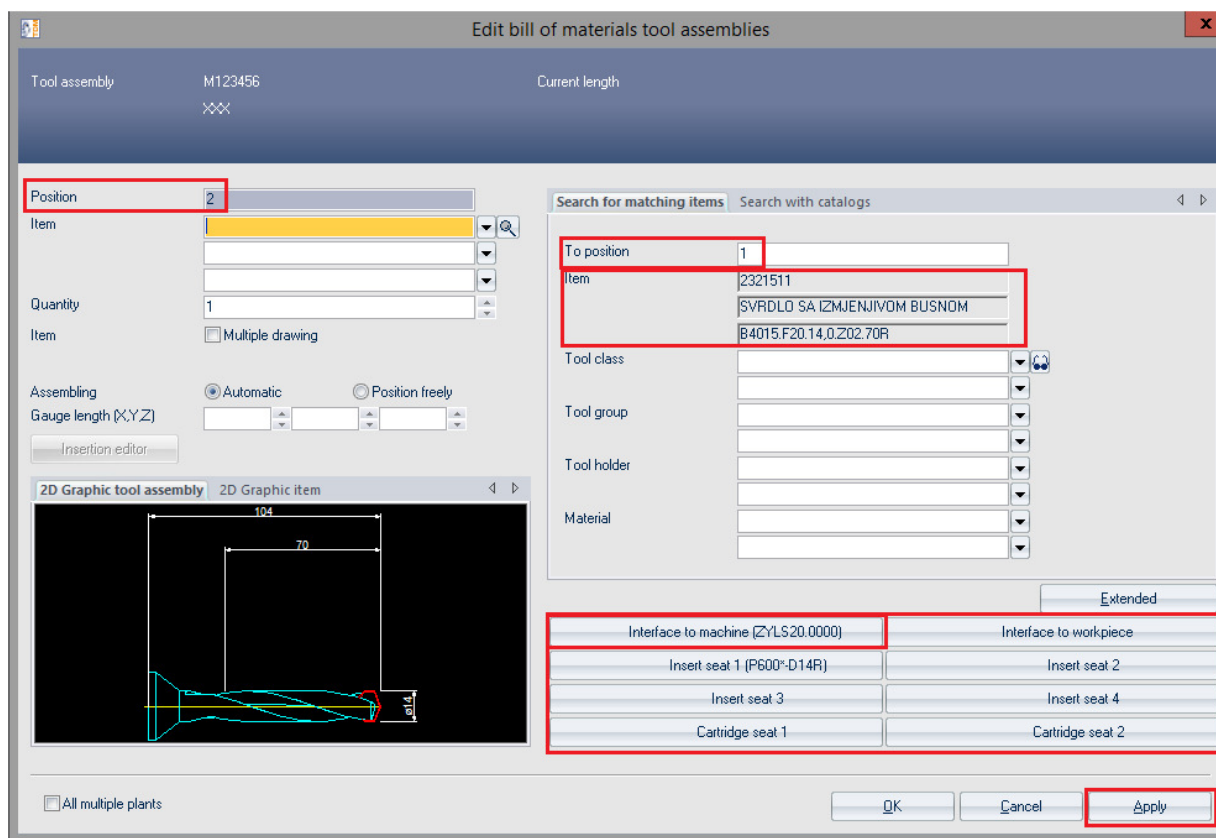 Edit bill of materials tool assemblies
x
Tool assembly M123456 Current length
XXX
Position 2
Item
Quantity 1
Item Multiple drawing
Assembling Automatic Position freely
Gauge length (X,Y,Z)
Insertion editor
2D Graphic tool assembly 2D Graphic item
104
70
ø14
Search for matching items Search with catalogs
To position 1
Item 2321511
SVRDLO SA IZMJENJIVOM BUSNOM
B4015.F20.14,0.Z02.70R
Tool class
Tool group
Tool holder
Material
Extended
Interface to machine (ZYLS20.0000) Interface to workpiece
Insert seat 1 (P600*-D14R) Insert seat 2
Insert seat 3 Insert seat 4
Cartridge seat 1 Cartridge seat 2
All multiple plants OK Cancel Apply